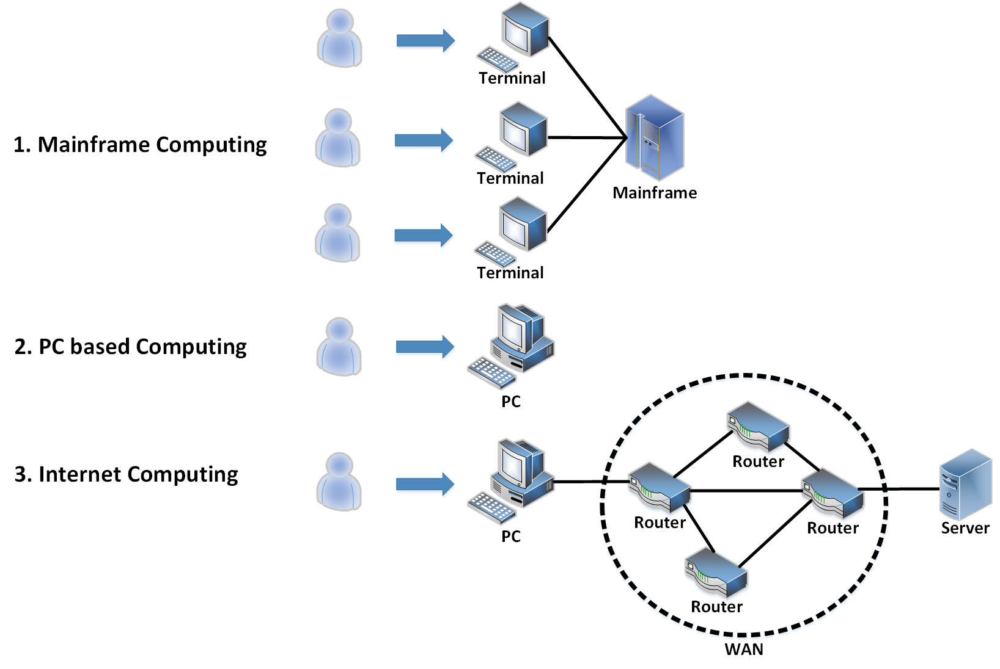 Terminal
1. Mainframe Computing
Terminal
Mainframe
Terminal
2. PC based Computing
PC
Router
3. Internet Computing
Router
Router
Server
PC
Router
WAN